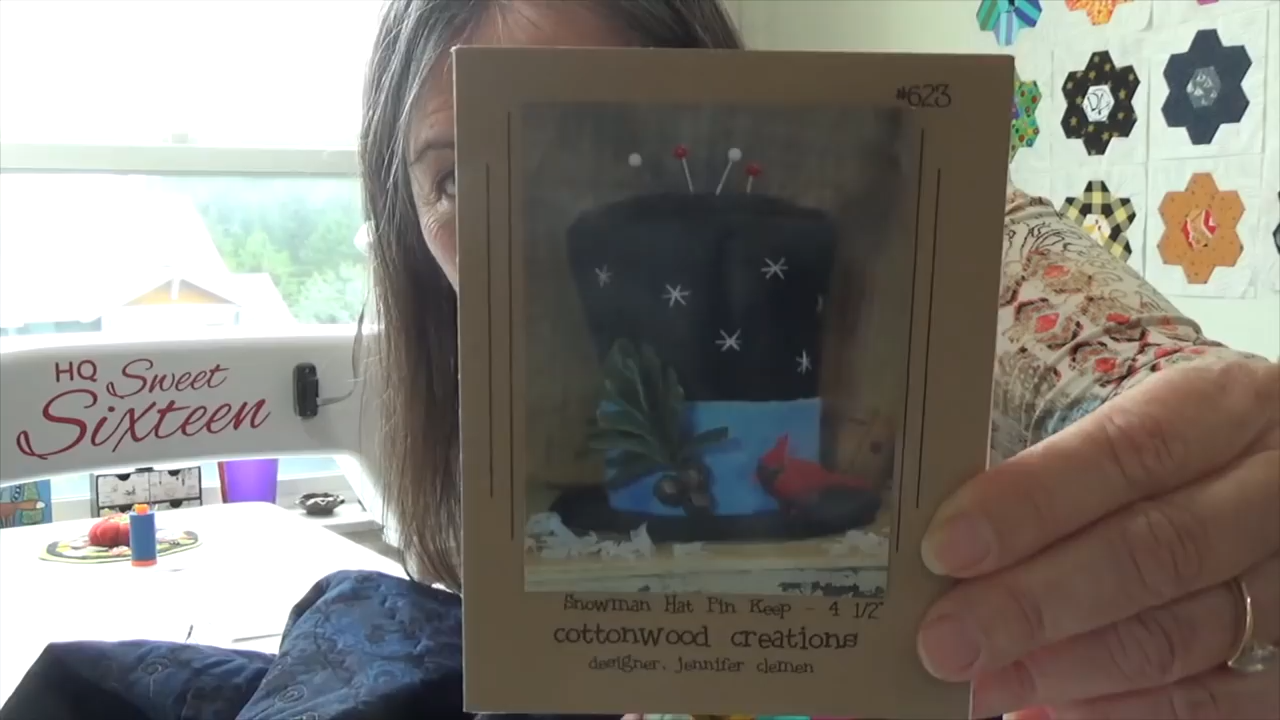 #623
HQ Sweet
Sixteen
Snowman Hat Pin Keep - 4 1/2"
cottonwood creations
designer, jennifer clemen